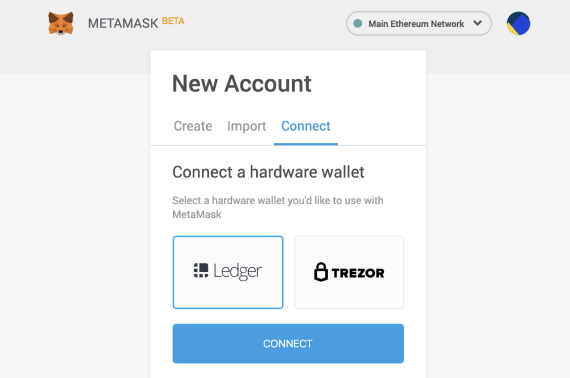 METAMASK BETA
Main Ethereum Network
New Account
Create Import Connect
Connect a hardware wallet
Select a hardware wallet you'd like to use with
MetaMask
Ledger
TREZOR
CONNECT